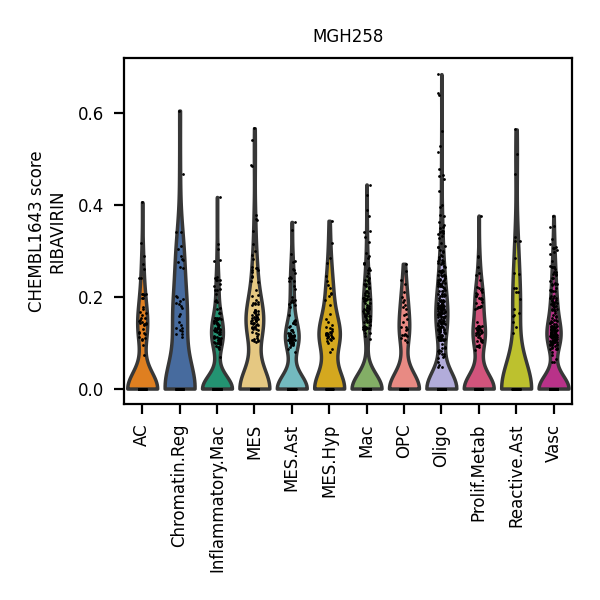 MGH258
CHEMBL1643 score
RIBAVIRIN
0.6
0.4
0.2
0.0
AC
Chromatin.Reg
Inflammatory.Mac
MES
MES.Ast
MES.Hyp
Mac
OPC
Oligo
Prolif.Metab
Reactive.Ast
Vasc